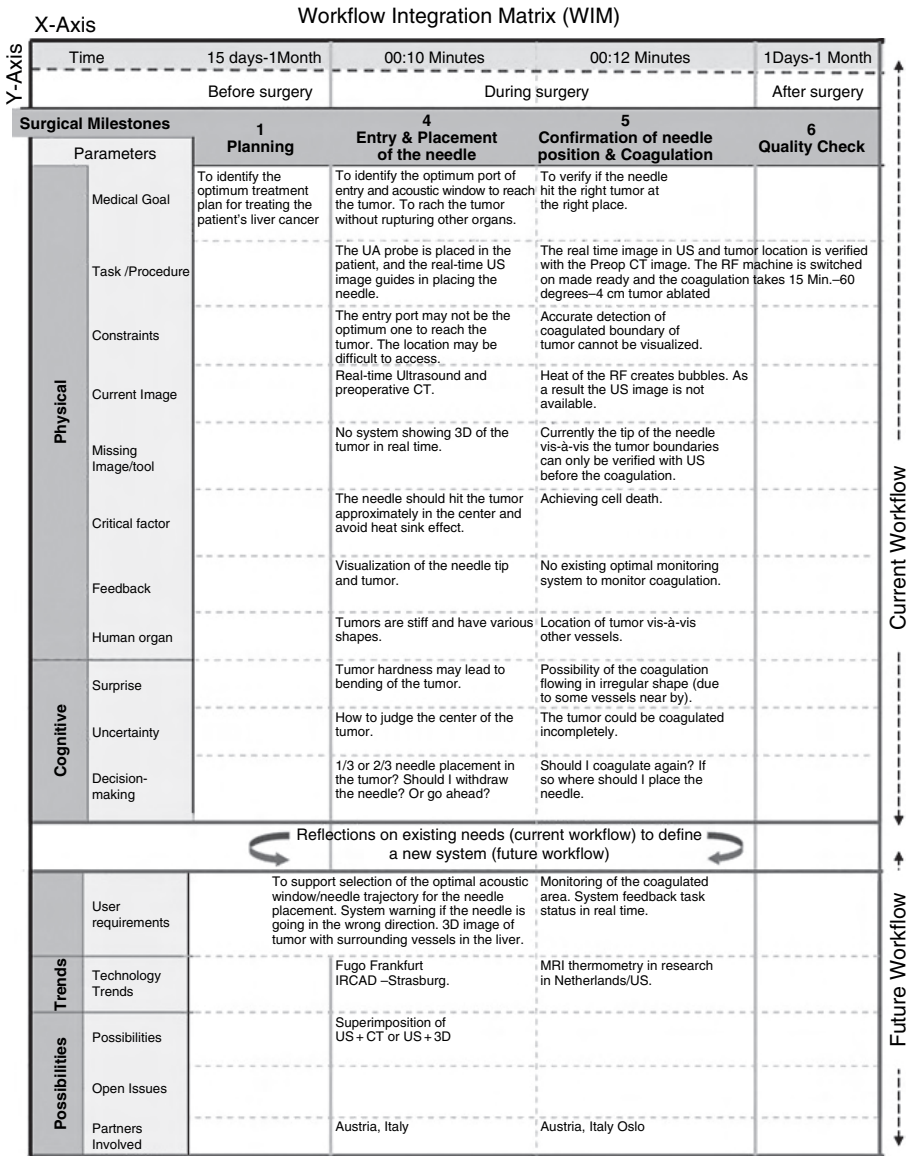 Workflow Integration Matrix (WIM)
X-Axis
Y-Axis
Time
15 days-1Month
00:10 Minutes
00:12 Minutes
1Days-1 Month
Before surgery
During surgery
After surgery
Surgical Milestones
1
Planning
4
Entry & Placement
of the needle
5
Confirmation of needle
position & Coagulation
6
Quality Check
Parameters
Physical
Medical Goal
To identify the
optimum treatment
plan for treating the
patient's liver cancer
To identify the optimum port of
entry and acoustic window to reach
the tumor. To rach the tumor
without rupturing other organs.
To verify if the needle
hit the right tumor at
the right place.
Task /Procedure
The UA probe is placed in the
patient, and the real-time US
image guides in placing the
needle.
The real time image in US and tumor location is verified
with the Preop CT image. The RF machine is switched
on made ready and the coagulation takes 15 Min.–60
degrees–4 cm tumor ablated
Constraints
The entry port may not be the
optimum one to reach the
tumor. The location may be
difficult to access.
Accurate detection of
coagulated boundary of
tumor cannot be visualized.
Current Image
Real-time Ultrasound and
preoperative CT.
Heat of the RF creates bubbles. As
a result the US image is not
available.
Missing
Image/tool
No system showing 3D of the
tumor in real time.
Currently the tip of the needle
vis-à-vis the tumor boundaries
can only be verified with US
before the coagulation.
Critical factor
The needle should hit the tumor
approximately in the center and
avoid heat sink effect.
Achieving cell death.
Feedback
Visualization of the needle tip
and tumor.
No existing optimal monitoring
system to monitor coagulation.
Human organ
Tumors are stiff and have various
shapes.
Location of tumor vis-à-vis
other vessels.
Cognitive
Surprise
Tumor hardness may lead to
bending of the tumor.
Possibility of the coagulation
flowing in irregular shape (due
to some vessels near by).
Uncertainty
How to judge the center of the
tumor.
The tumor could be coagulated
incompletely.
Decision-
making
1/3 or 2/3 needle placement in
the tumor? Should I withdraw
the needle? Or go ahead?
Should I coagulate again? If
so where should I place the
needle.
Current Workflow
Reflections on existing needs (current workflow) to define
a new system (future workflow)
User
requirements
To support selection of the optimal acoustic
window/needle trajectory for the needle
placement. System warning if the needle is
going in the wrong direction. 3D image of
tumor with surrounding vessels in the liver.
Monitoring of the coagulated
area. System feedback task
status in real time.
Trends
Technology
Trends
Fugo Frankfurt
IRCAD –Strasburg.
MRI thermometry in research
in Netherlands/US.
Possibilities
Possibilities
Superimposition of
US + CT or US + 3D
Open Issues
Partners
Involved
Austria, Italy
Austria, Italy Oslo
Future Workflow